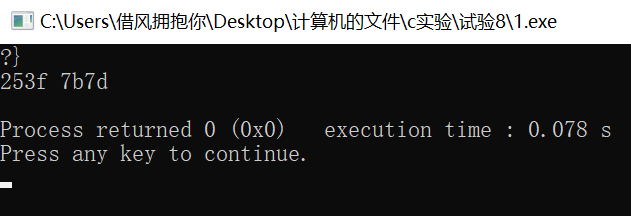 C:\Users\借风拥抱你\Desktop\计算机的文件\c实验\试验8\1.exe
?}
253f 7b7d
Process returned 0 (0x0)   execution time : 0.078 s
Press any key to continue.